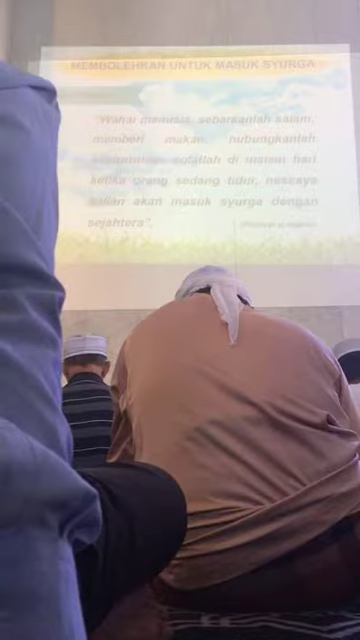 MEMBOLEHKAN UNTUK MASUK SYURGA
"Wahai manusia, sebarkanlah salam,
memberi makan, hubungkanlah
solatlah di malam hari
ketika orang sedang tidur, nescaya
kalian akan masuk syurga dengan
sejahtera".